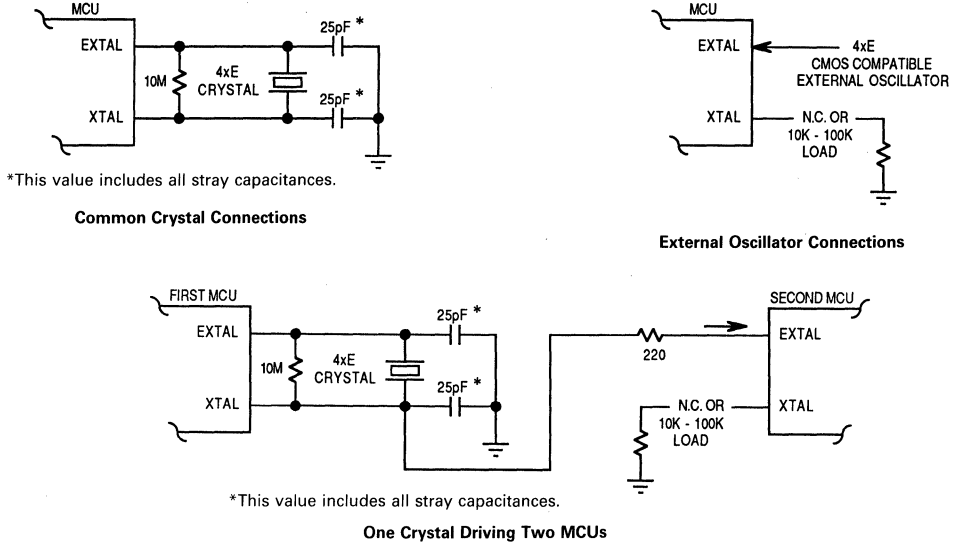 MCU
EXTAL
25pF *
10M
4xE
CRYSTAL
25pF *
XTAL
*This value includes all stray capacitances.
Common Crystal Connections
MCU
EXTAL
4xE
CMOS COMPATIBLE
EXTERNAL OSCILLATOR
XTAL
N.C. OR
10K - 100K
LOAD
External Oscillator Connections
FIRST MCU
EXTAL
25pF *
10M
4xE
CRYSTAL
25pF *
XTAL
220
SECOND MCU
EXTAL
N.C. OR
10K - 100K
LOAD
XTAL
*This value includes all stray capacitances.
One Crystal Driving Two MCUs